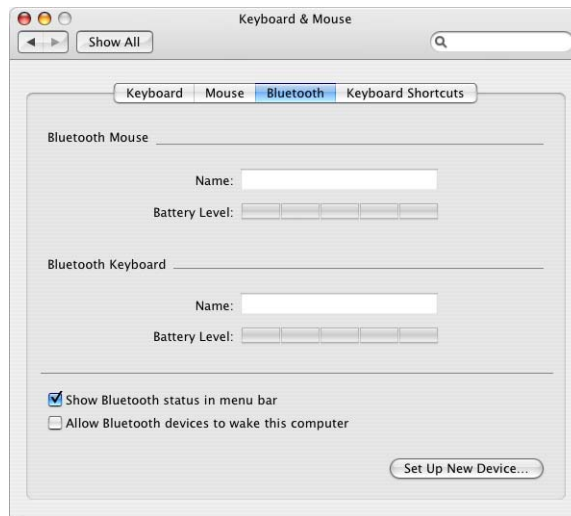 Keyboard & Mouse
Show All
Keyboard Mouse Bluetooth Keyboard Shortcuts
Bluetooth Mouse
Name:
Battery Level:
Bluetooth Keyboard
Name:
Battery Level:
Show Bluetooth status in menu bar
Allow Bluetooth devices to wake this computer
Set Up New Device...